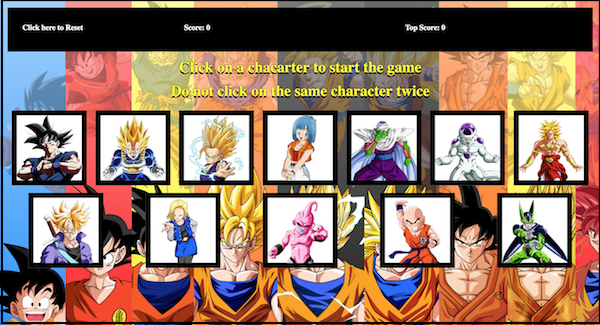 Click here to Reset Score: 0 Top Score: 0
Click on a chacarter to start the game
Do not click on the same character twice